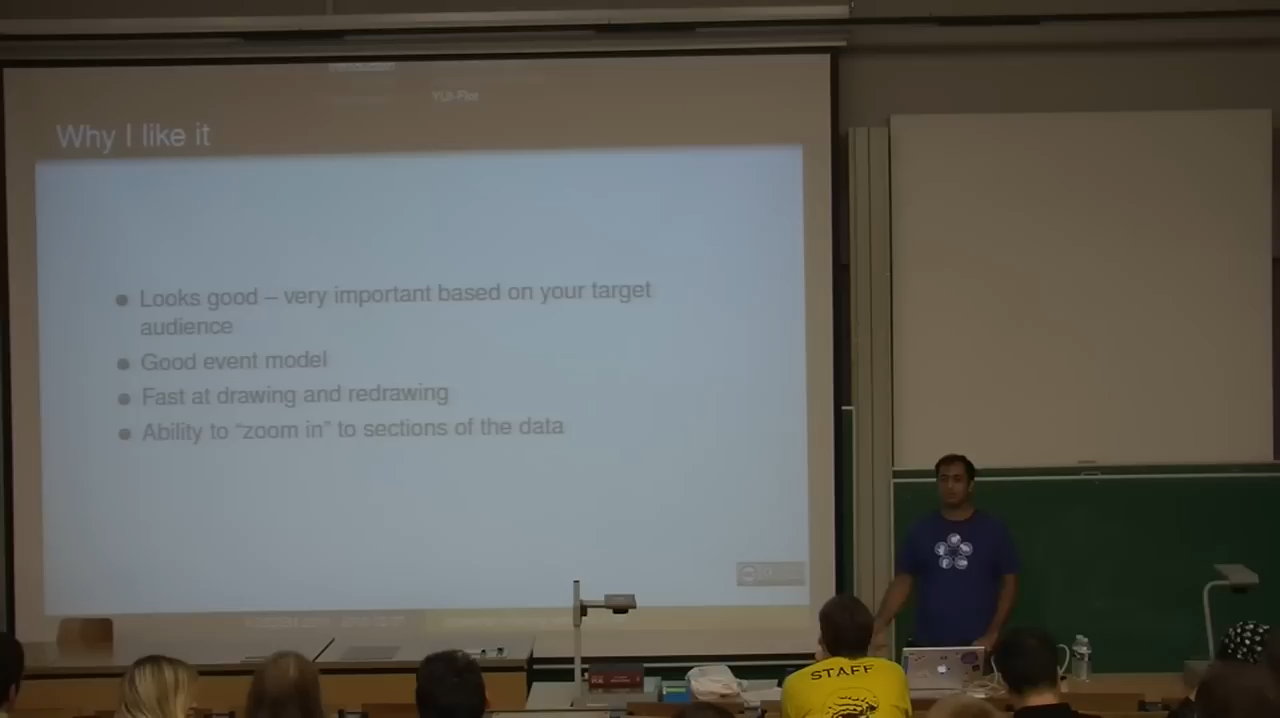 YUI-Flot
Why I like it
Looks good – very important based on your target
audience
Good event model
Fast at drawing and redrawing
Ability to “zoom in” to sections of the data
STAFF